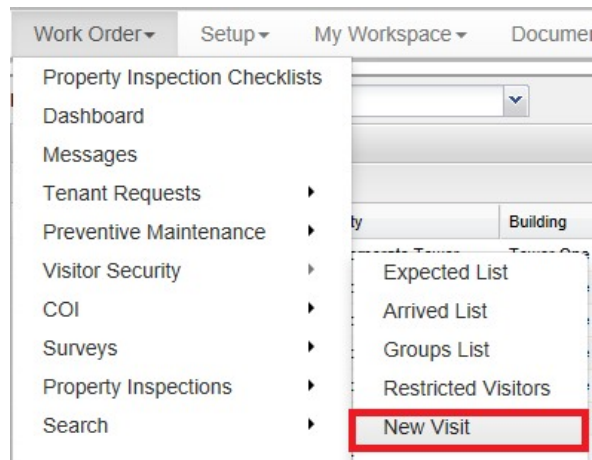 Work Order Setup My Workspace
Property Inspection Checklists
Dashboard
Messages
Tenant Requests
Preventive Maintenance
Building
Visitor Security
Expected List
COI
Arrived List
Surveys
Groups List
Property Inspections
Restricted Visitors
Search
New Visit